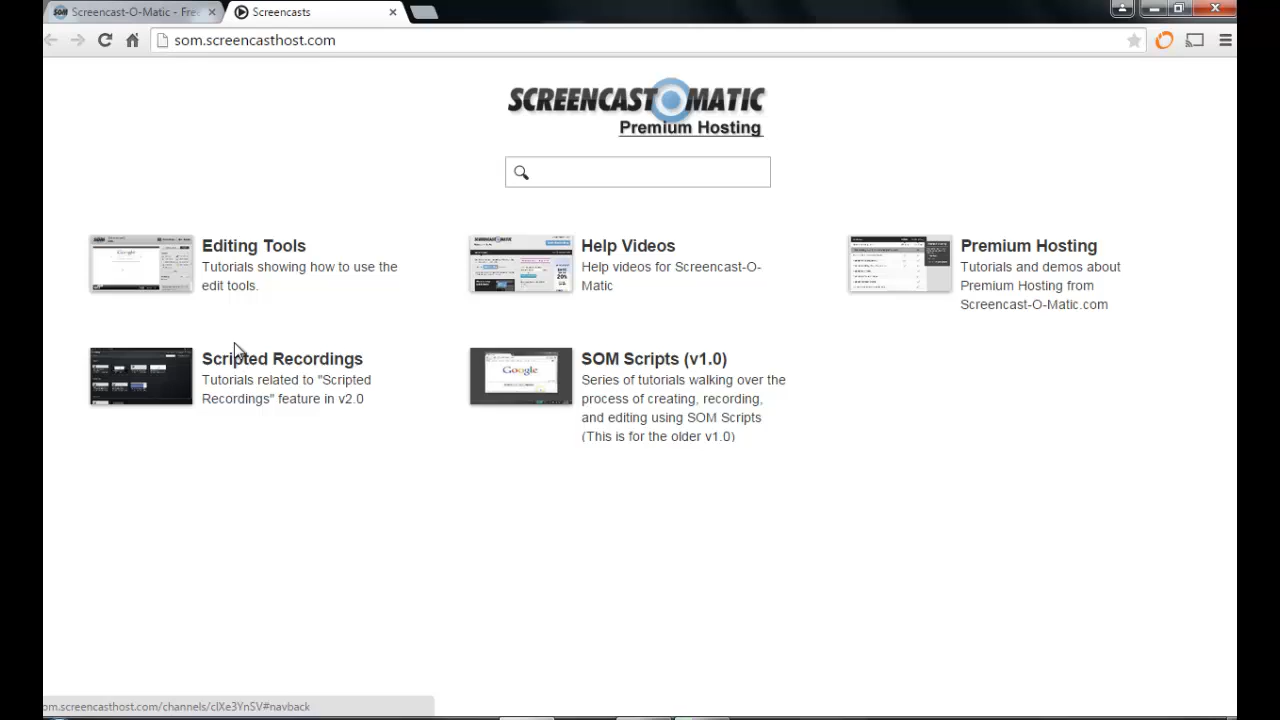 Screencast-O-Matic - Fre
Screencasts
som.screencasthost.com
SCREENCAST MATIC
Premium Hosting
Editing Tools
Tutorials showing how to use the
edit tools.
Help Videos
Help videos for Screencast-O-
Matic
Premium Hosting
Tutorials and demos about
Premium Hosting from
Screencast-O-Matic.com
Scripted Recordings
Tutorials related to "Scripted
Recordings" feature in v2.0
SOM Scripts (v1.0)
Series of tutorials walking over the
process of creating, recording,
and editing using SOM Scripts
(This is for the older v1.0)
Google
om.screencasthost.com/channels/clXe3YnSV#navback